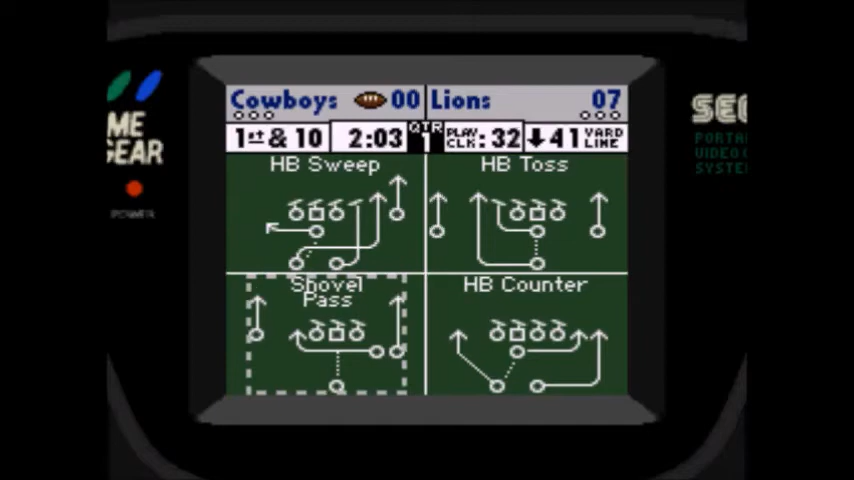 Cowboys 00 Lions 07
1st & 10 2:03 QTR 1 PLAY CLK: 32 41 YARD LINE
HB Sweep
HB Toss
Shovel
Pass
HB Counter
ME
GEAR
POWER
SEG
PORTA
VIDEO
SYSTE